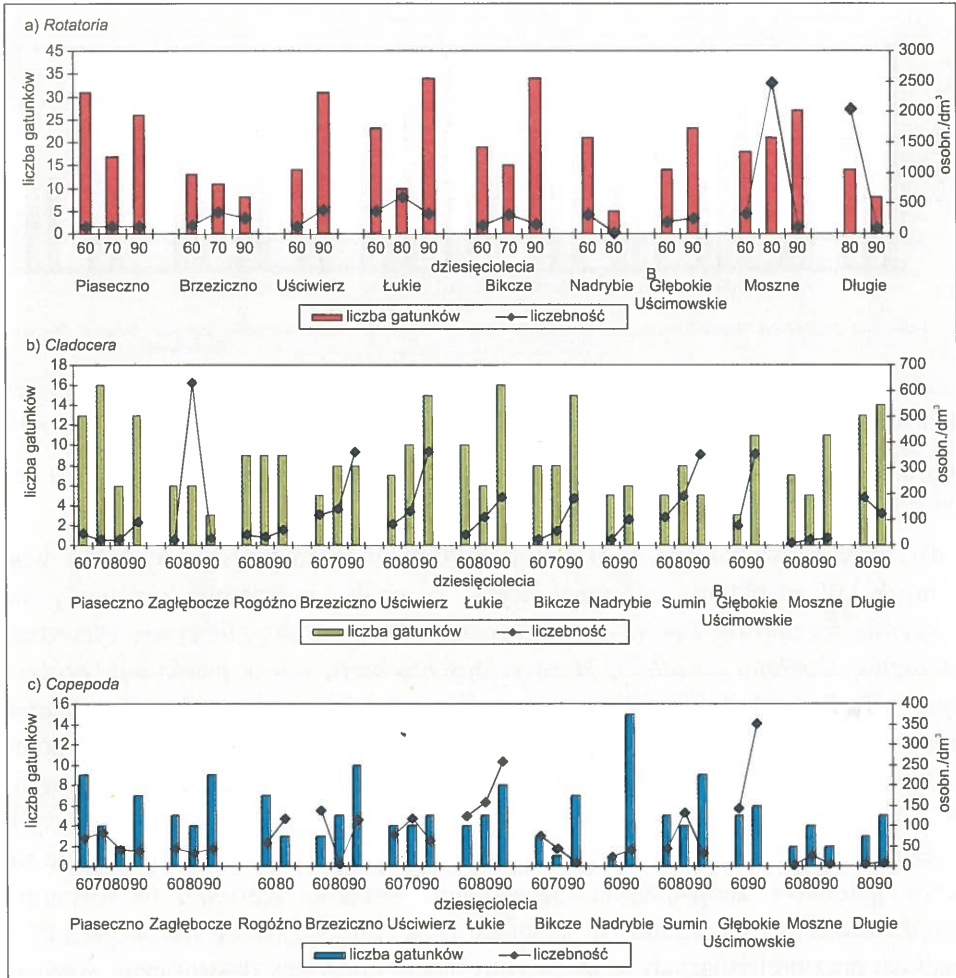 a) Rotatoria
liczba gatunków
45
40
35
30
25
20
15
10
5
0
3000
2500
2000
1500
1000
500
0
osobn./dm³
60 70 90 60 70 90 60 90 60 80 90 60 70 90 60 80 60 90 60 80 90 80 90
dziesięciolecia
Piaseczno Brzeziczno Uściwierz Łukie Bikcze Nadrybie Głębokie Uścimowskie Moszne Długie
B
liczba gatunków liczebność
b) Cladocera
liczba gatunków
18
16
14
12
10
8
6
4
2
0
700
600
500
400
300
200
100
0
osobn./dm³
60708090 608090 608090 607090 608090 608090 607090 6090 608090 6090 608090 8090
dziesięciolecia
Piaseczno Zagłębocze Rogóźno Brzeziczno Uściwierz Łukie Bikcze Nadrybie Sumin Głębokie Uścimowskie Moszne Długie
B
liczba gatunków liczebność
c) Copepoda
liczba gatunków
16
14
12
10
8
6
4
2
0
400
350
300
250
200
150
100
50
0
osobn./dm³
60708090 608090 6080 608090 607090 608090 607090 6090 608090 6090 608090 8090
dziesięciolecia
Piaseczno Zagłębocze Rogóźno Brzeziczno Uściwierz Łukie Bikcze Nadrybie Sumin Głębokie Uścimowskie Moszne Długie
B
liczba gatunków liczebność